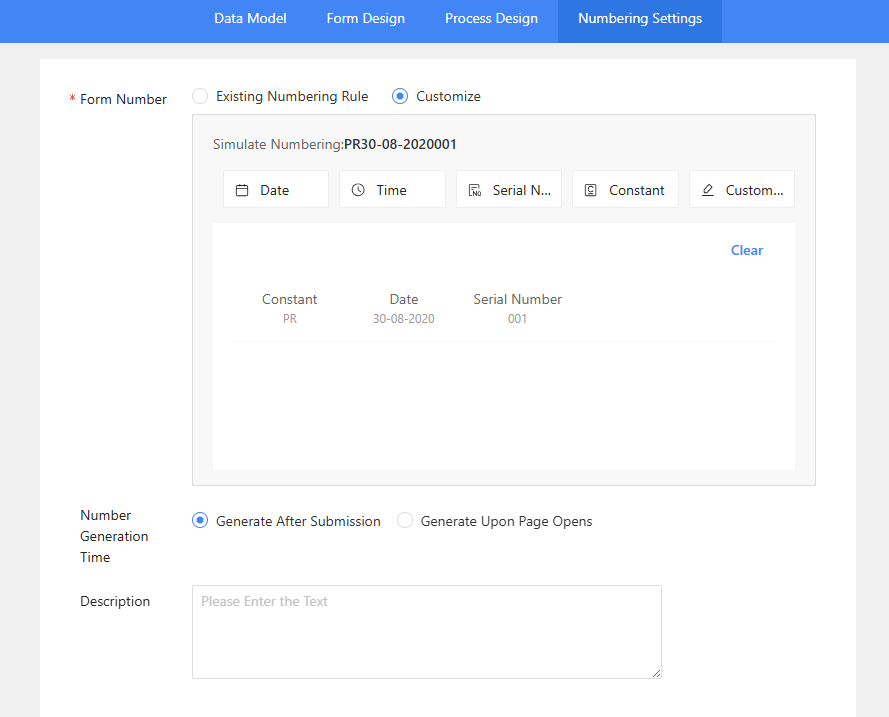 Data Model Form Design Process Design Numbering Settings
* Form Number Existing Numbering Rule Customize
Simulate Numbering:PR30-08-2020001
Date Time Serial N... Constant Custom...
Clear
Constant Date Serial Number
PR 30-08-2020 001
Number
Generation
Time
Generate After Submission Generate Upon Page Opens
Description Please Enter the Text